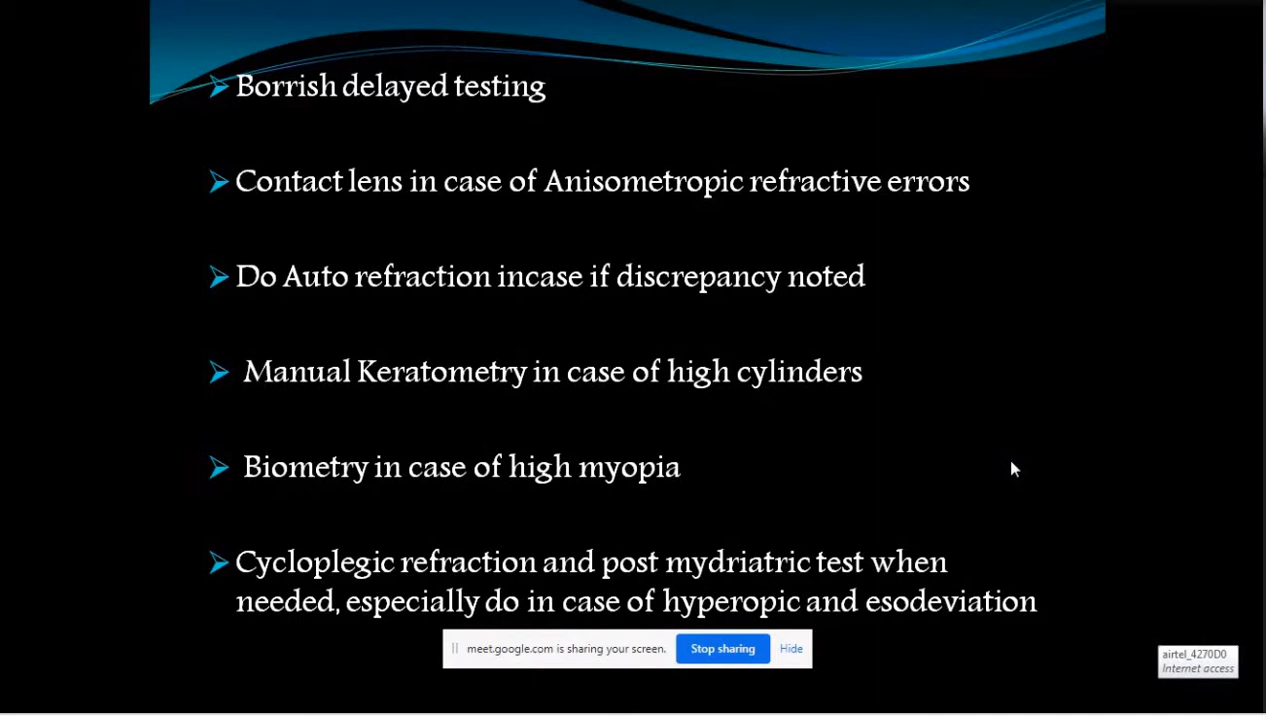 Borrish delayed testing
Contact lens in case of Anisometropic refractive errors
Do Auto refraction incase if discrepancy noted
Manual Keratometry in case of high cylinders
Biometry in case of high myopia
Cycloplegic refraction and post mydriatric test when
needed, especially do in case of hyperopic and esodeviation
meet.google.com is sharing your screen. Stop sharing Hide
airtel_4270D0
Internet access